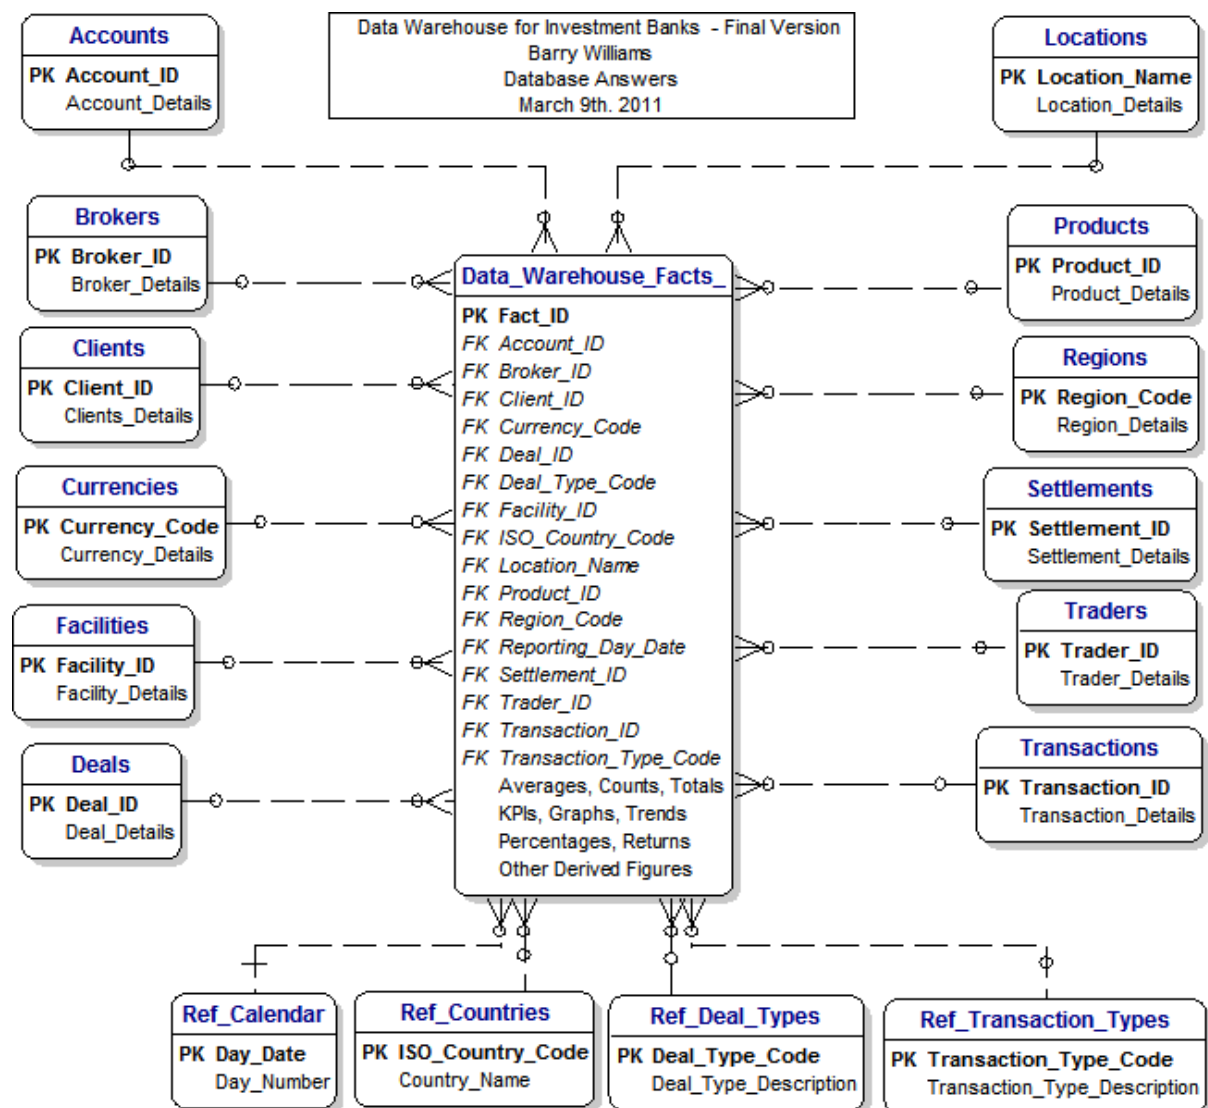 Data Warehouse for Investment Banks - Final Version
Barry Williams
Database Answers
March 9th. 2011
Accounts
PK Account_ID
Account_Details
Locations
PK Location_Name
Location_Details
Brokers
PK Broker_ID
Broker_Details
Clients
PK Client_ID
Clients_Details
Currencies
PK Currency_Code
Currency_Details
Facilities
PK Facility_ID
Facility_Details
Deals
PK Deal_ID
Deal_Details
Data_Warehouse_Facts_
PK Fact_ID
FK Account_ID
FK Broker_ID
FK Client_ID
FK Currency_Code
FK Deal_ID
FK Deal_Type_Code
FK Facility_ID
FK ISO_Country_Code
FK Location_Name
FK Product_ID
FK Region_Code
FK Reporting_Day_Date
FK Settlement_ID
FK Trader_ID
FK Transaction_ID
FK Transaction_Type_Code
Averages, Counts, Totals
KPIs, Graphs, Trends
Percentages, Returns
Other Derived Figures
Products
PK Product_ID
Product_Details
Regions
PK Region_Code
Region_Details
Settlements
PK Settlement_ID
Settlement_Details
Traders
PK Trader_ID
Trader_Details
Transactions
PK Transaction_ID
Transaction_Details
Ref_Calendar
PK Day_Date
Day_Number
Ref_Countries
PK ISO_Country_Code
Country_Name
Ref_Deal_Types
PK Deal_Type_Code
Deal_Type_Description
Ref_Transaction_Types
PK Transaction_Type_Code
Transaction_Type_Description